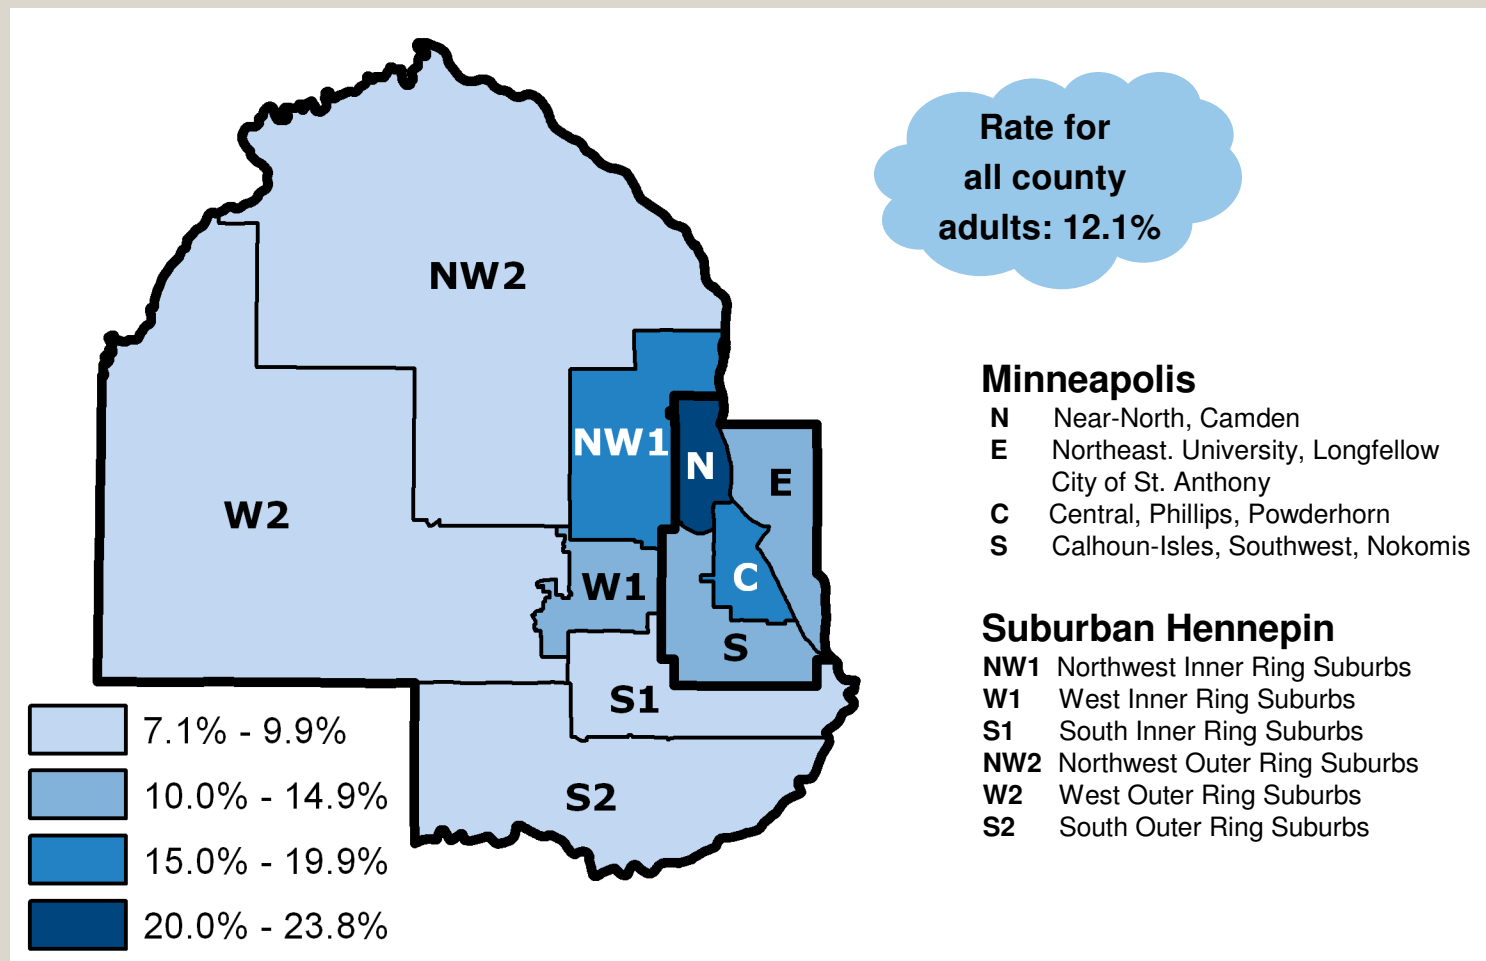 Rate for
all county
adults: 12.1%
NW2
NW1
N
E
W2
W1
C
S
S1
S2
7.1% - 9.9%
10.0% - 14.9%
15.0% - 19.9%
20.0% - 23.8%
Minneapolis
N Near-North, Camden
E Northeast. University, Longfellow
City of St. Anthony
C Central, Phillips, Powderhorn
S Calhoun-Isles, Southwest, Nokomis
Suburban Hennepin
NW1 Northwest Inner Ring Suburbs
W1 West Inner Ring Suburbs
S1 South Inner Ring Suburbs
NW2 Northwest Outer Ring Suburbs
W2 West Outer Ring Suburbs
S2 South Outer Ring Suburbs